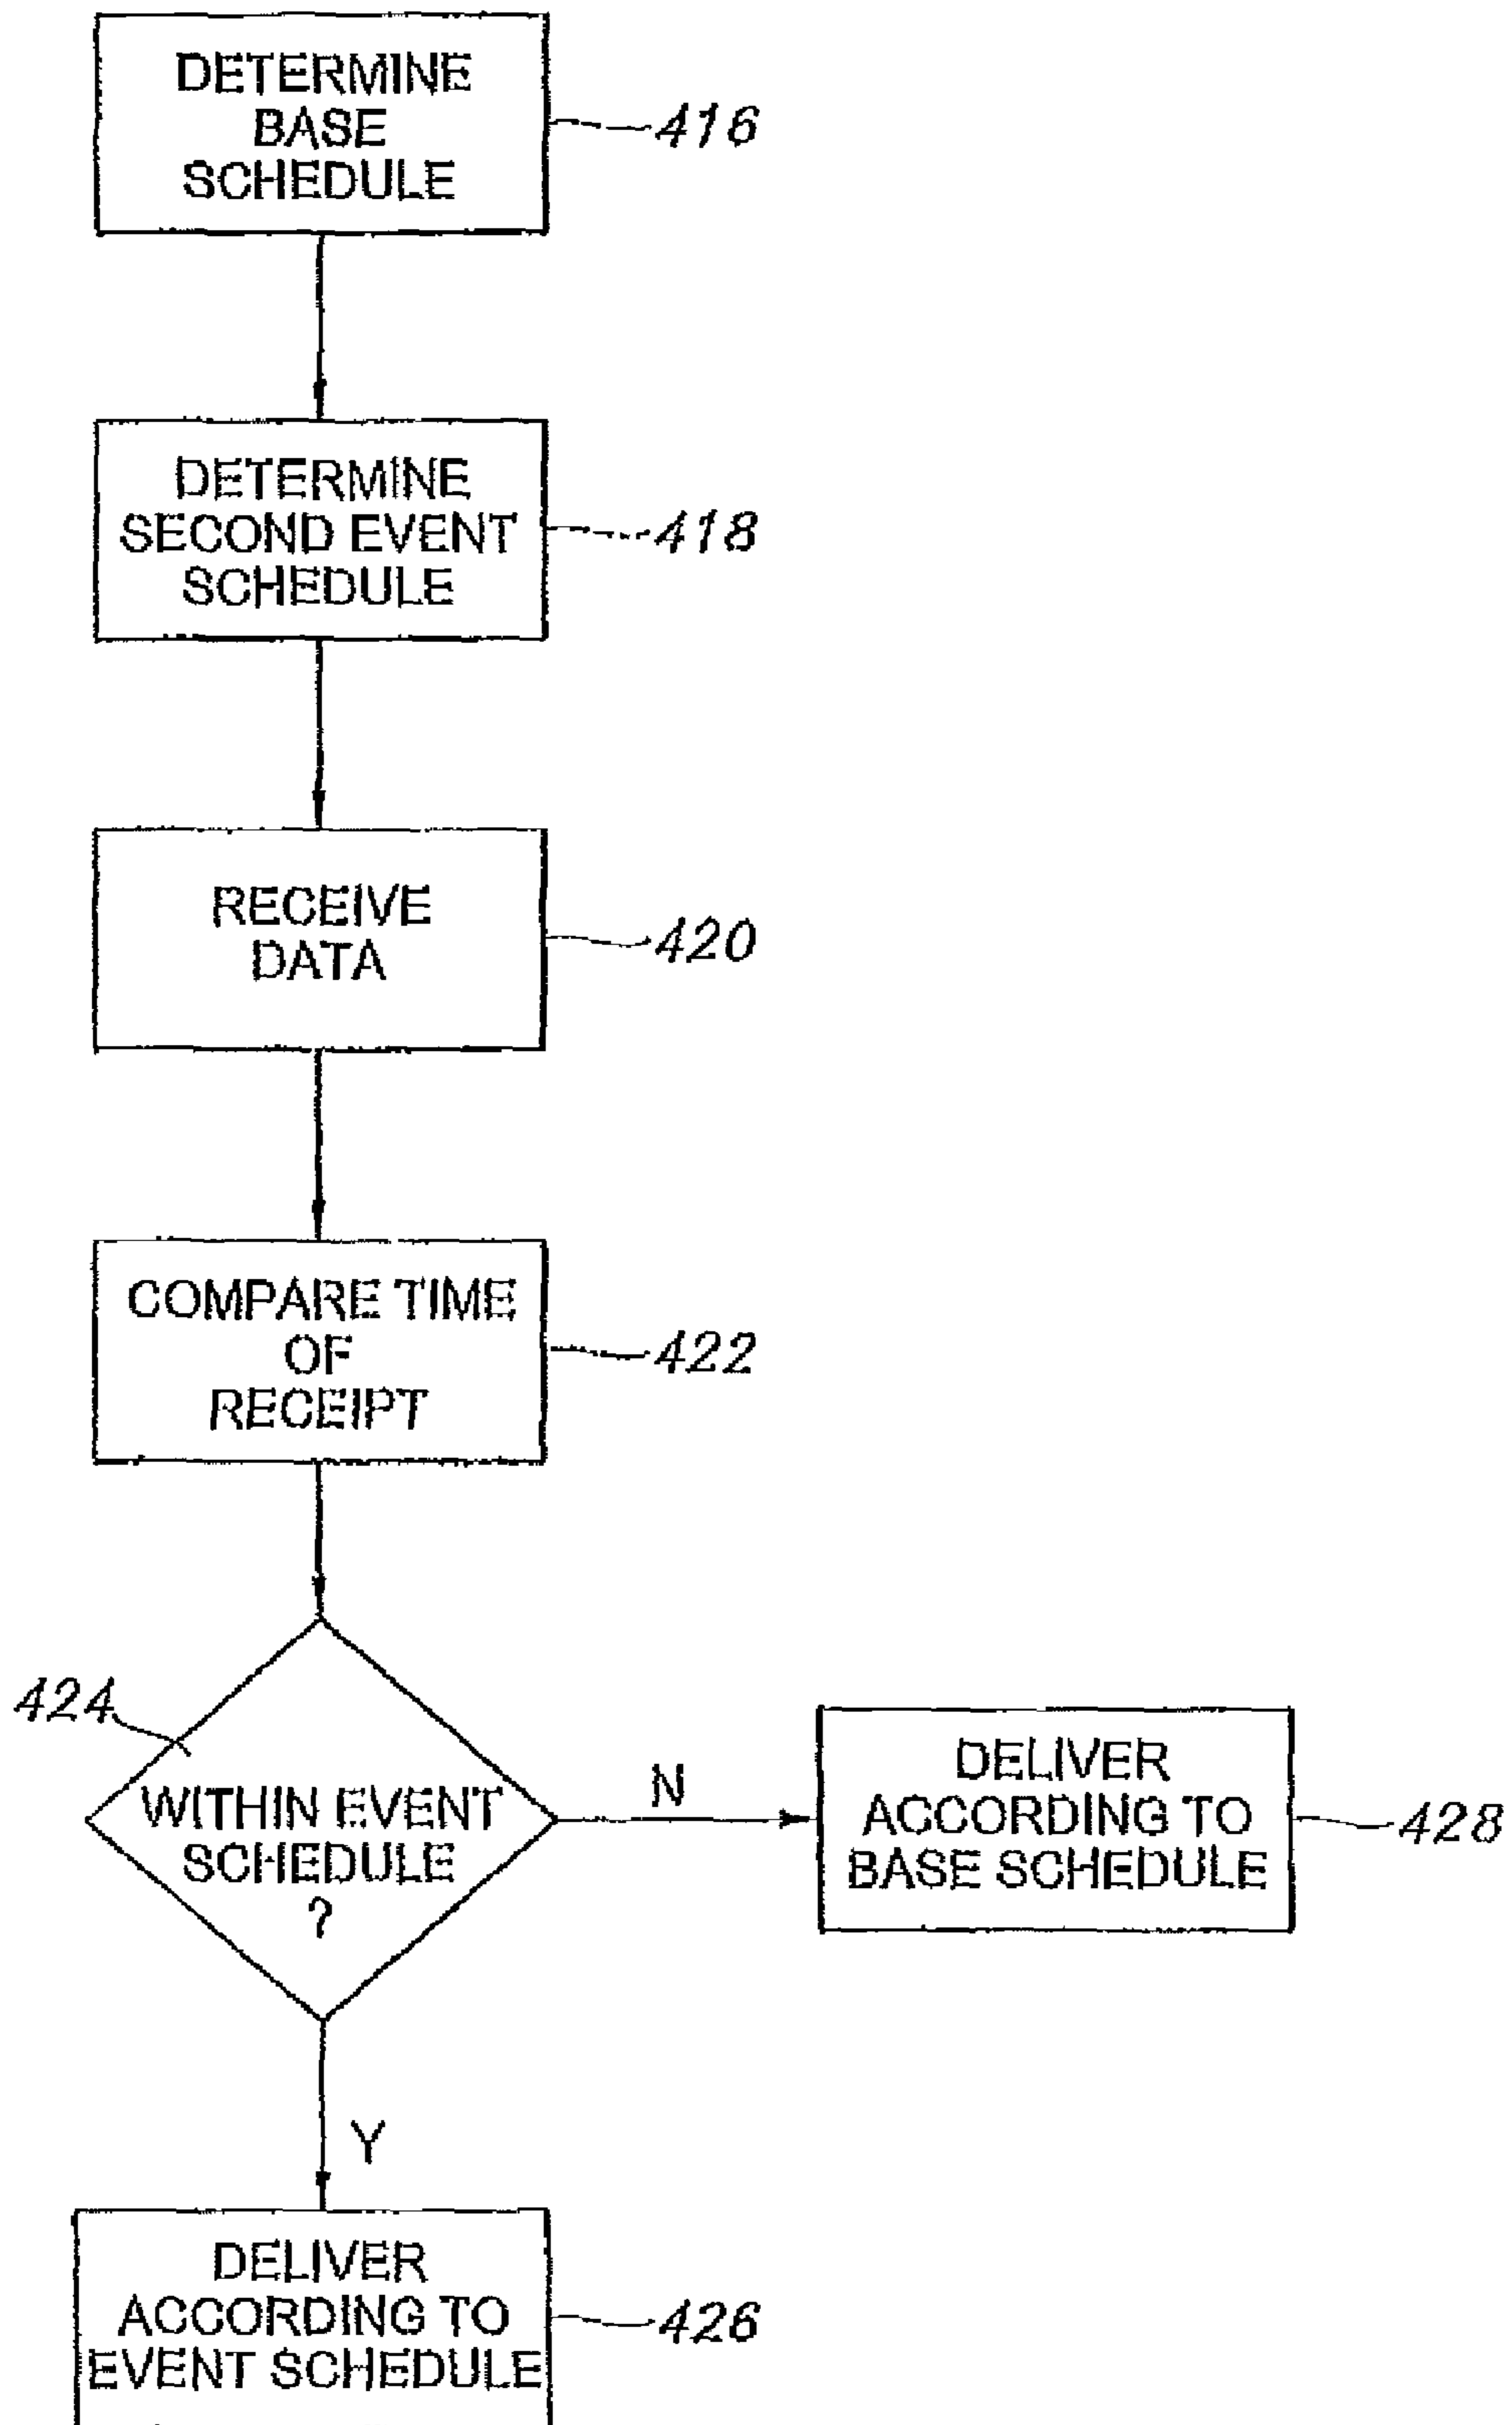 DETERMINE
BASE
SCHEDULE
416
DETERMINE
SECOND EVENT
SCHEDULE
418
RECEIVE
DATA
420
COMPARE TIME
OF
RECEIPT
422
424
WITHIN EVENT
SCHEDULE
?
N
DELIVER
ACCORDING TO
BASE SCHEDULE
428
Y
DELIVER
ACCORDING TO
EVENT SCHEDULE
426